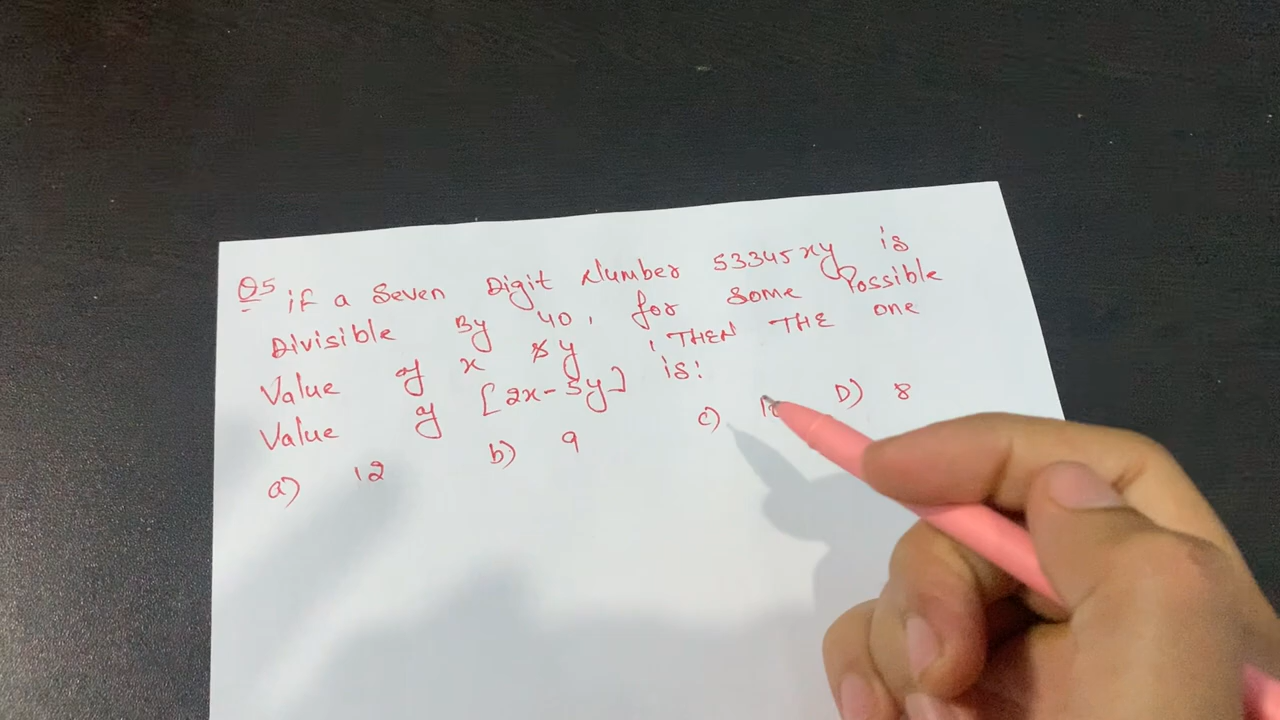 Q5 if a Seven Digit Number 53345xy is
Divisible By 40, for Some Possible
Value of x & y , THEN THE one
Value of [2x-5y] is:
a) 12 b) 9 c) D) 8